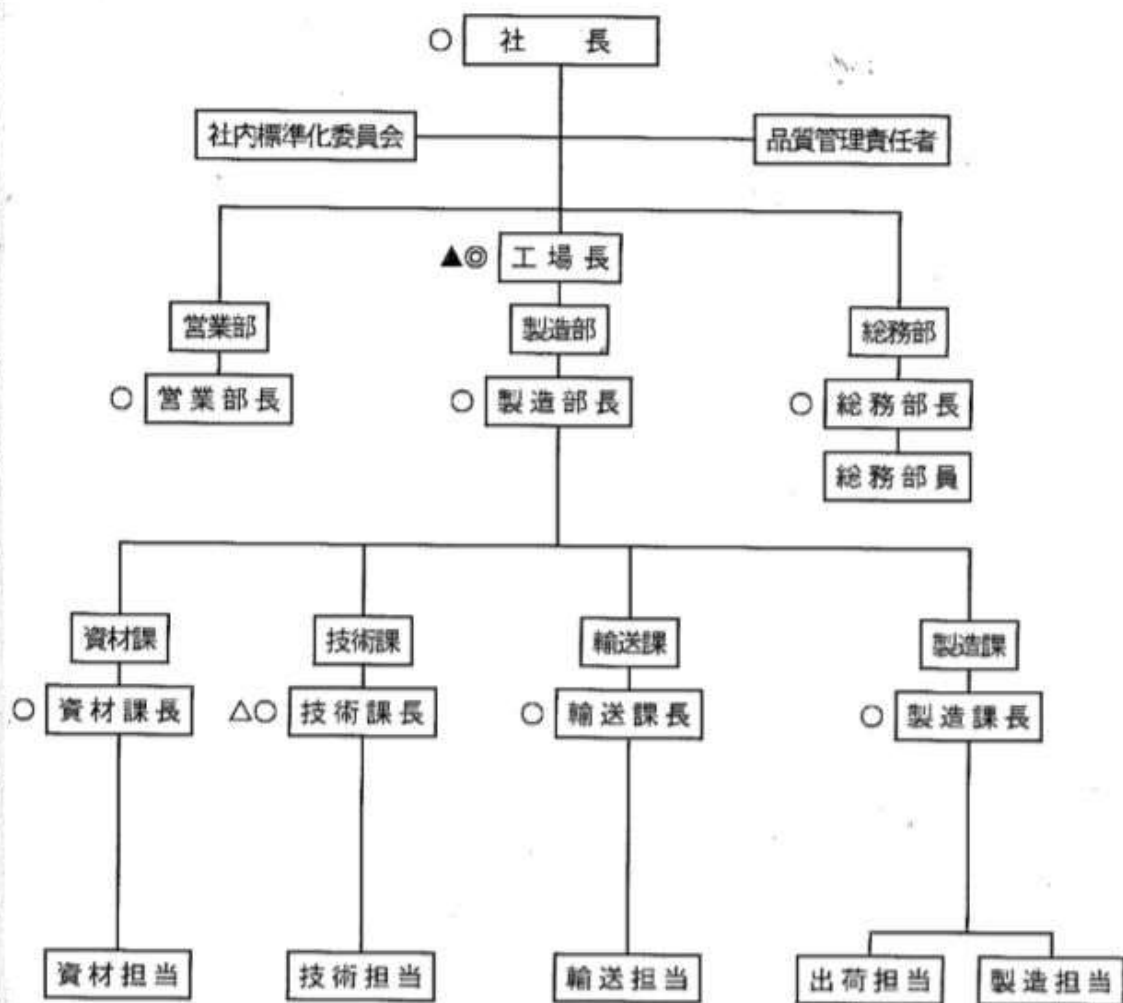 ○ 社 長
社内標準化委員会 品質管理責任者
▲◎ 工場長
営業部 製造部 総務部
○ 営業部長 ○ 製造部長 ○ 総務部長
総務部員
資材課 技術課 輸送課 製造課
○ 資材課長 △○ 技術課長 ○ 輸送課長 ○ 製造課長
資材担当 技術担当 輸送担当 出荷担当 製造担当